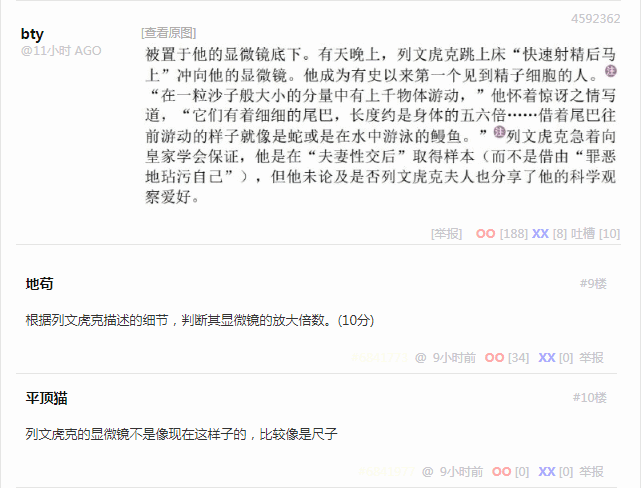 4592362
bty
[查看原图]
@11小时 AGO
被置于他的显微镜底下。有天晚上，列文虎克跳上床“快速射精后马
上”冲向他的显微镜。他成为有史以来第一个见到精子细胞的人。注
“在一粒沙子般大小的分量中有上千物体游动，”他怀着惊讶之情写
道，“它们有着细细的尾巴，长度约是身体的五六倍……借着尾巴往
前游动的样子就像是蛇或是在水中游泳的鳗鱼。”注列文虎克急着向
皇家学会保证，他是在“夫妻性交后”取得样本（而不是借由“罪恶
地玷污自己”），但他未论及是否列文虎克夫人也分享了他的科学观
察爱好。
[举报] OO [188] XX [8] 吐槽 [10]
地苟 #9楼
根据列文虎克描述的细节，判断其显微镜的放大倍数。(10分)
@ 9小时前 OO [34] XX [0] 举报
平顶猫 #10楼
列文虎克的显微镜不是像现在这样子的，比较像是尺子
@ 9小时前 OO [0] XX [0] 举报